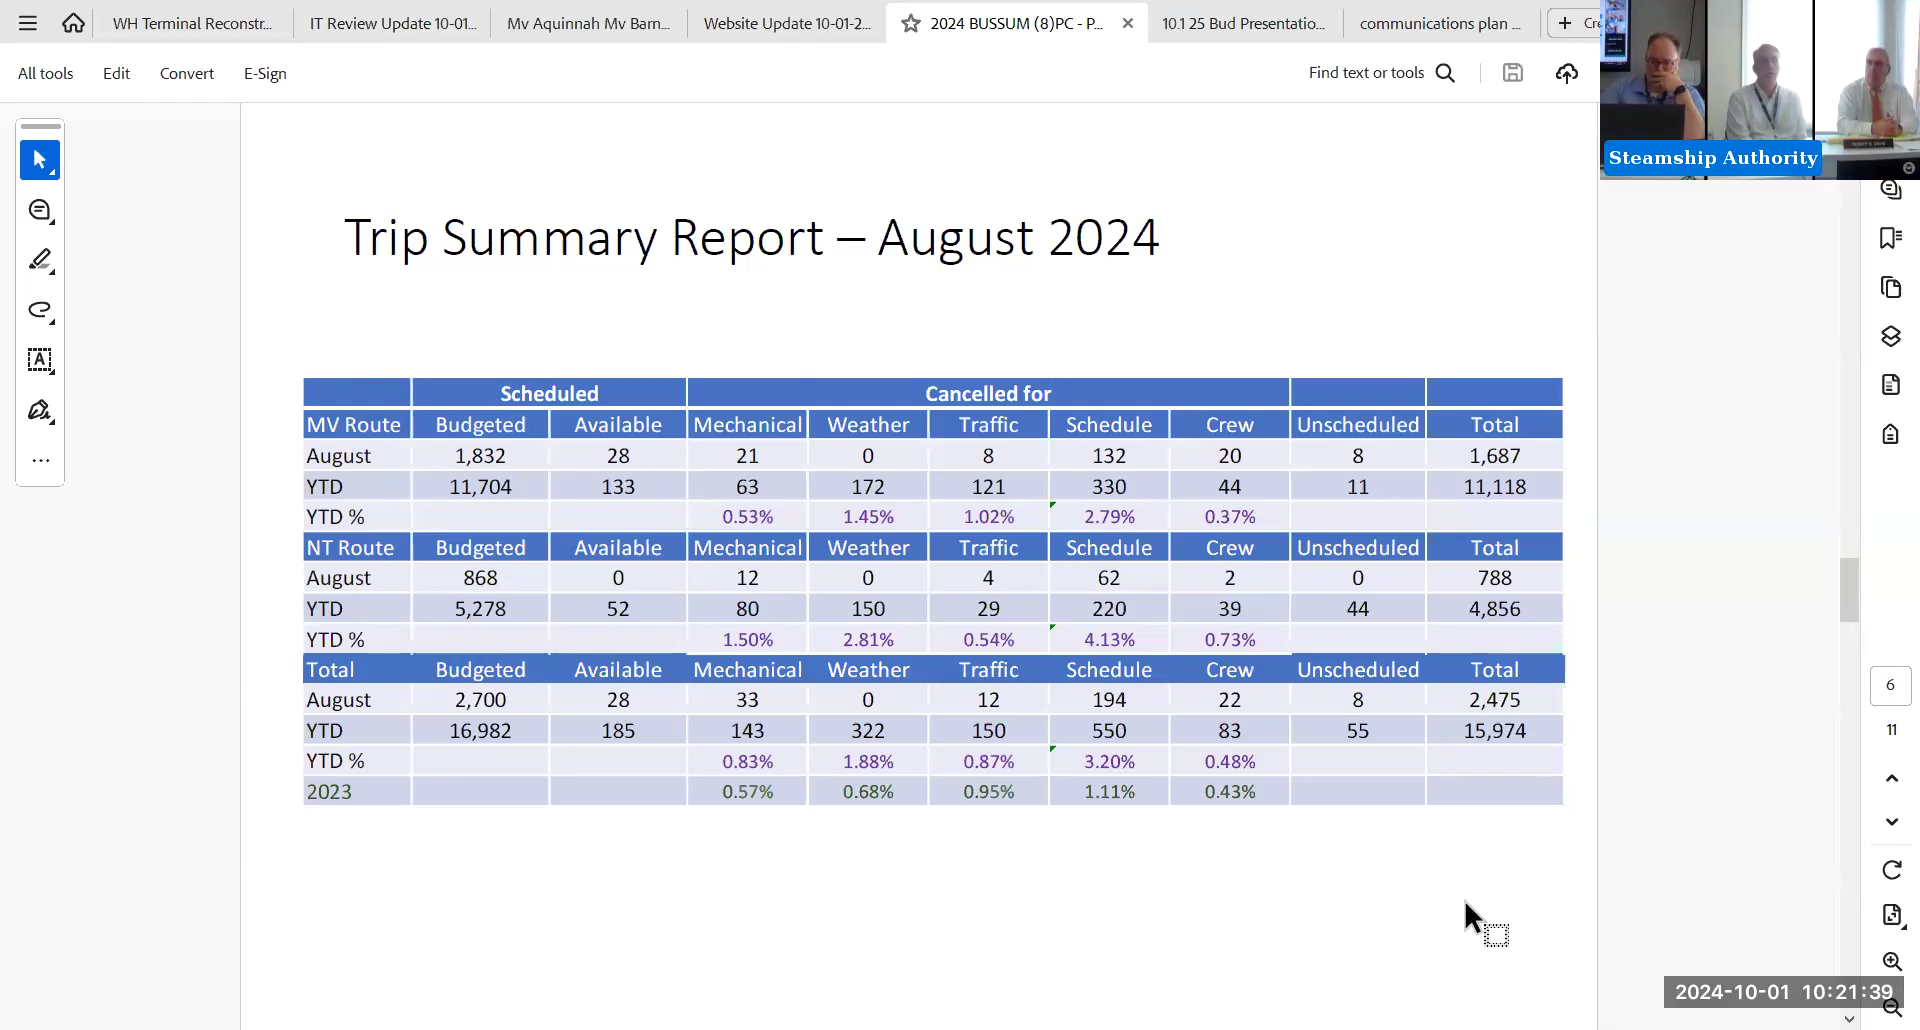 WH Terminal Reconstr...
IT Review Update 10-01...
Mv Aquinnah Mv Barn...
Website Update 10-01-2...
2024 BUSSUM (8)PC - P...
10.1 25 Bud Presentatio...
communications plan ...
All tools
Edit
Convert
E-Sign
Find text or tools
Steamship Authority
Trip Summary Report – August 2024
Scheduled Cancelled for
MV Route Budgeted Available Mechanical Weather Traffic Schedule Crew Unscheduled Total
August 1,832 28 21 0 8 132 20 8 1,687
YTD 11,704 133 63 172 121 330 44 11 11,118
YTD % 0.53% 1.45% 1.02% 2.79% 0.37%
NT Route Budgeted Available Mechanical Weather Traffic Schedule Crew Unscheduled Total
August 868 0 12 0 4 62 2 0 788
YTD 5,278 52 80 150 29 220 39 44 4,856
YTD % 1.50% 2.81% 0.54% 4.13% 0.73%
Total Budgeted Available Mechanical Weather Traffic Schedule Crew Unscheduled Total
August 2,700 28 33 0 12 194 22 8 2,475
YTD 16,982 185 143 322 150 550 83 55 15,974
YTD % 0.83% 1.88% 0.87% 3.20% 0.48%
2023 0.57% 0.68% 0.95% 1.11% 0.43%
6
11
2024-10-01 10:21:39